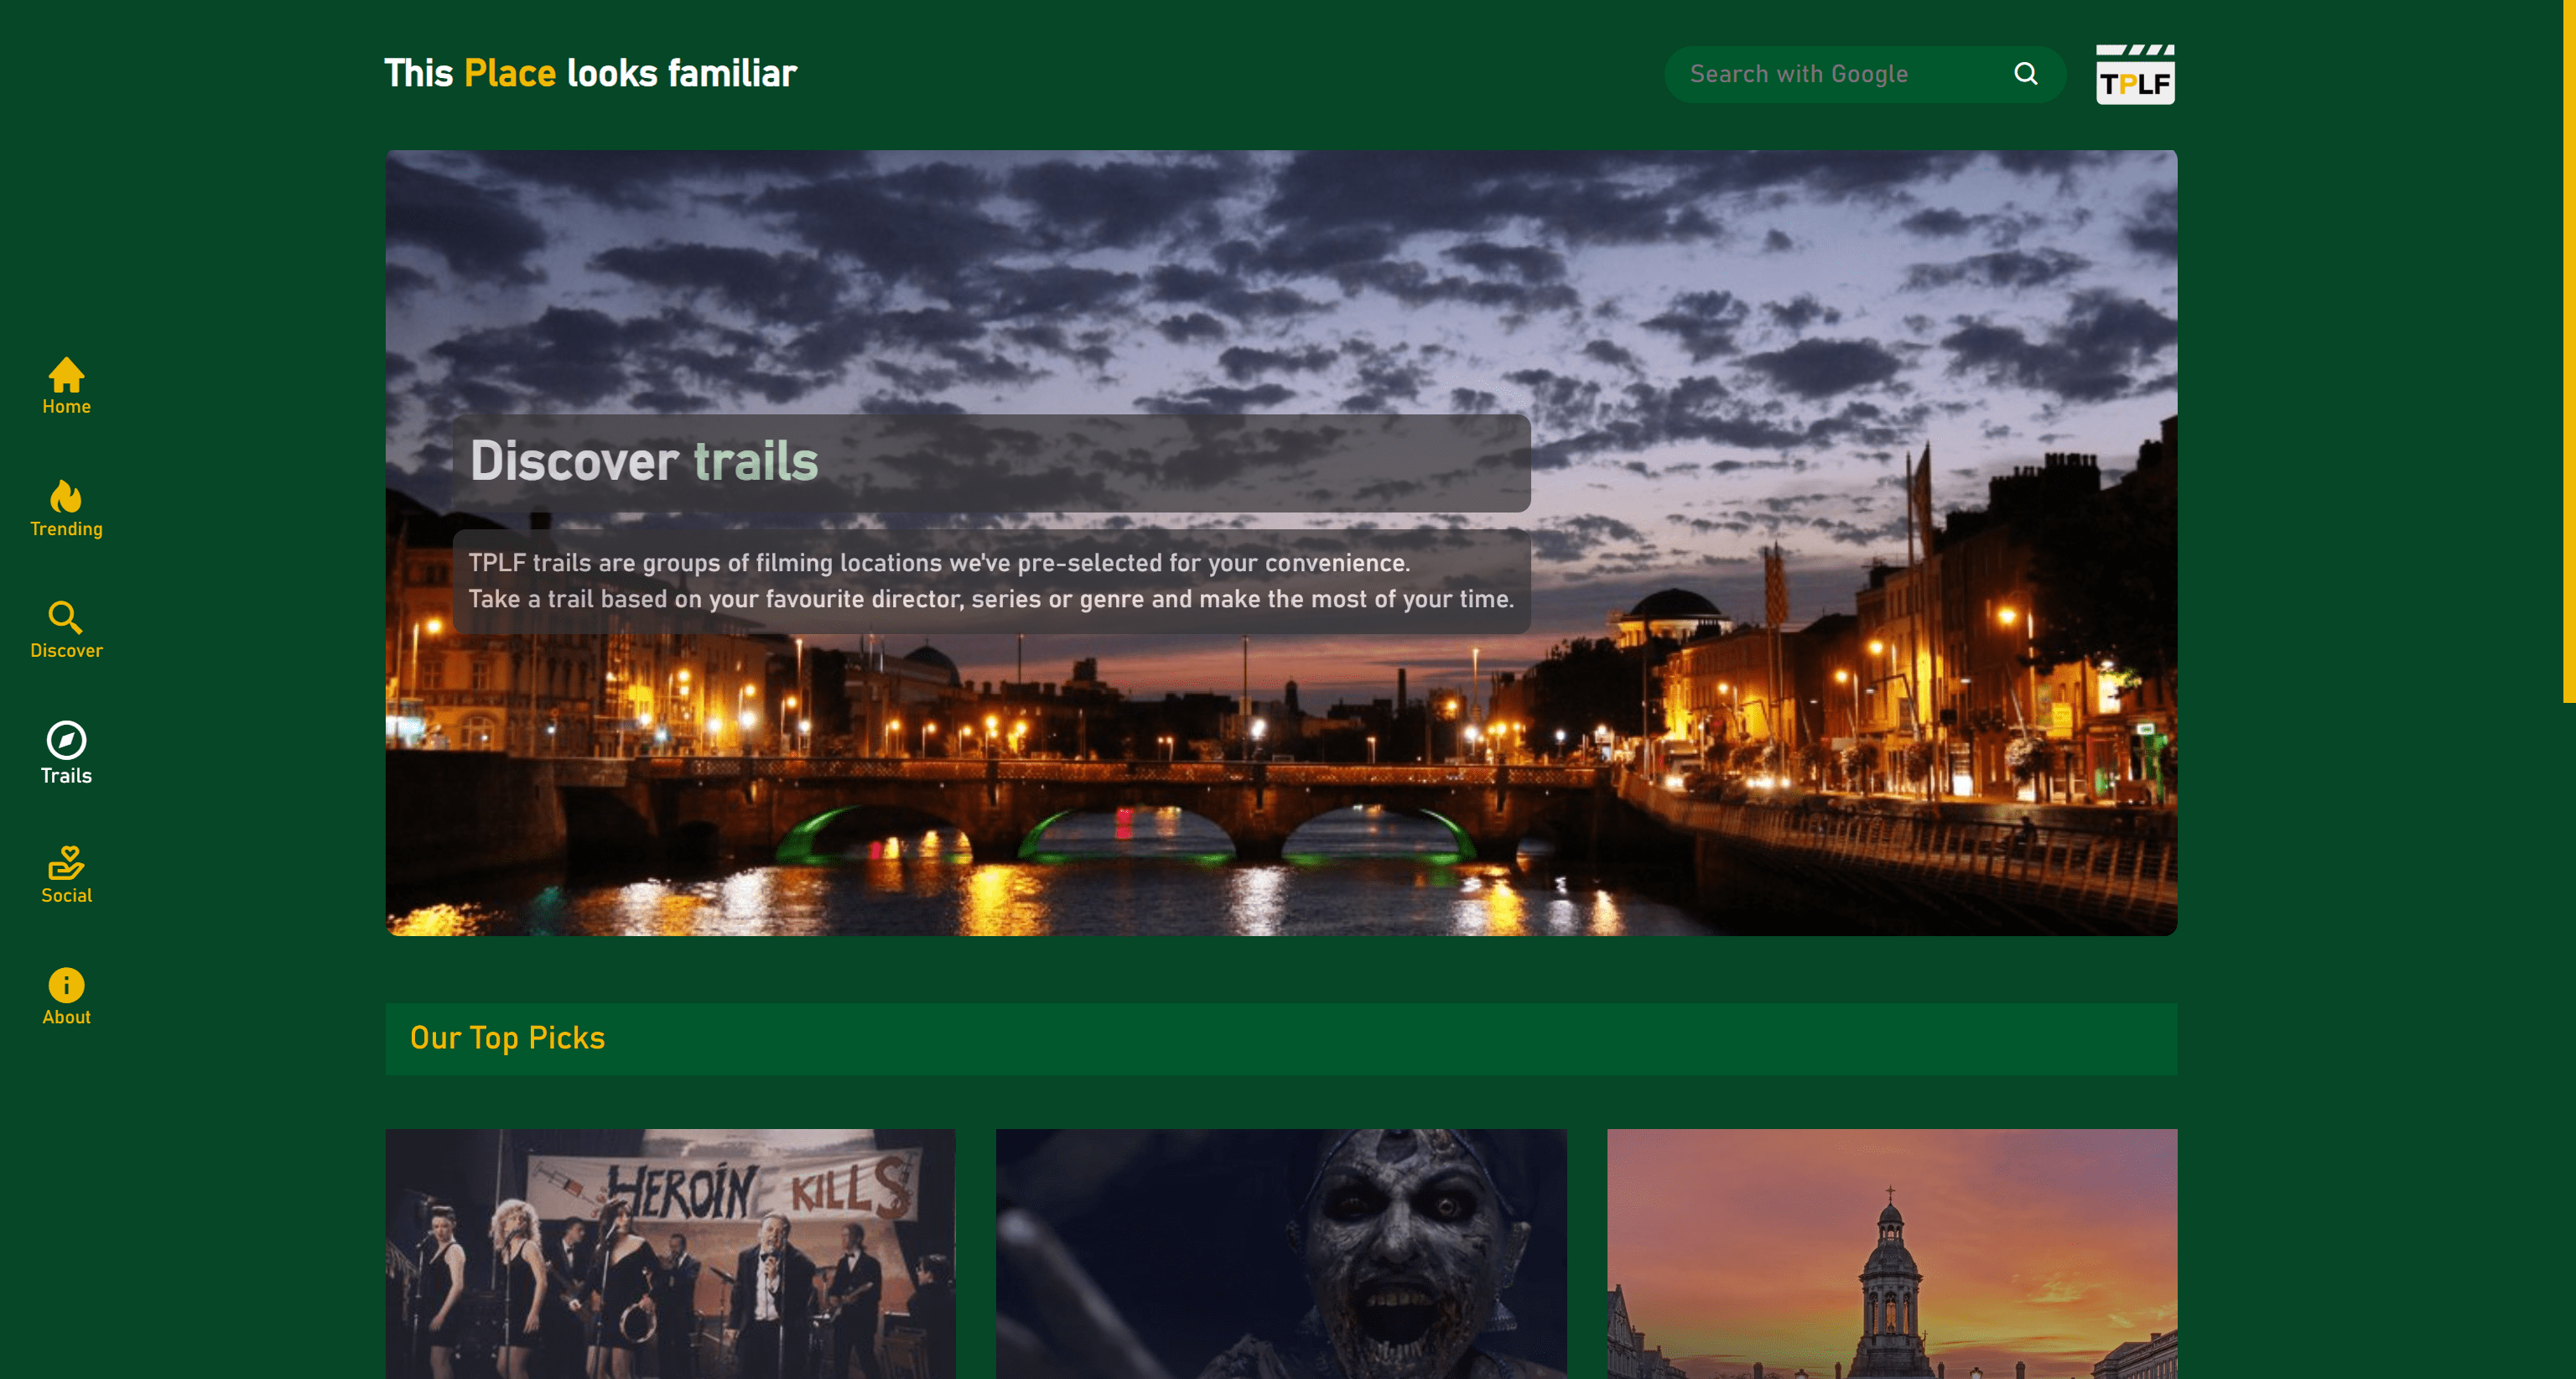 This Place looks familiar
Search with Google
TPLF
Home
Trending
Discover
Trails
Social
About
Discover trails
TPLF trails are groups of filming locations we've pre-selected for your convenience.
Take a trail based on your favourite director, series or genre and make the most of your time.
Our Top Picks
HEROINE KILLS